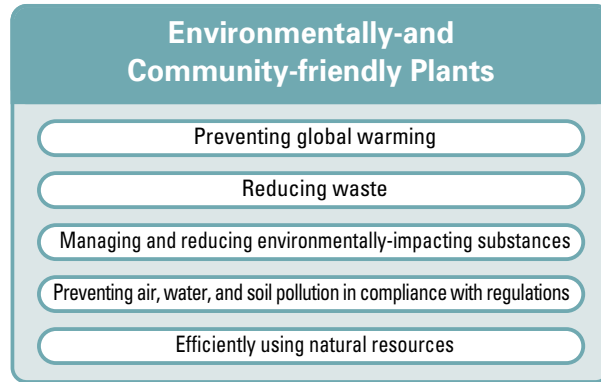 Environmentally-and
Community-friendly Plants
Preventing global warming
Reducing waste
Managing and reducing environmentally-impacting substances
Preventing air, water, and soil pollution in compliance with regulations
Efficiently using natural resources